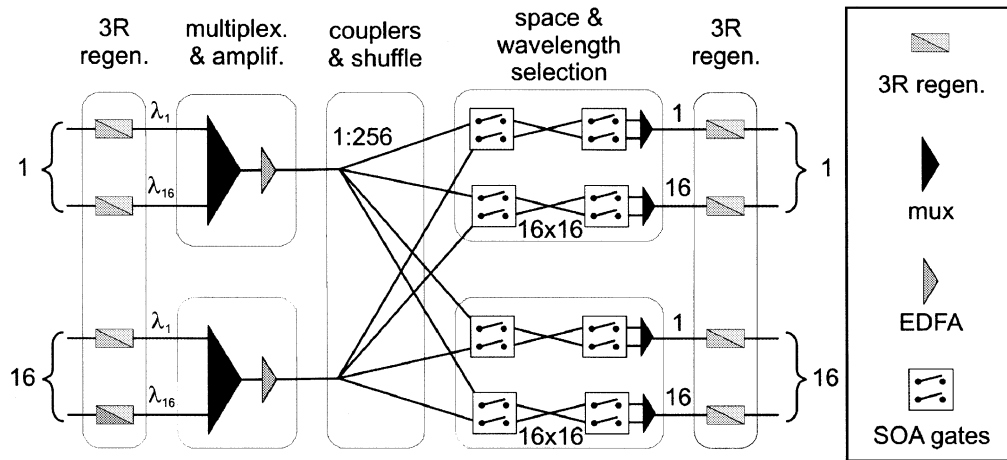 3R
regen.
multiplex.
& amplif.
couplers
& shuffle
space &
wavelength
selection
3R
regen.
λ1
1
λ16
1:256
1
16
16x16
1
λ1
16
λ16
1
16
16x16
16
3R regen.
mux
EDFA
SOA gates